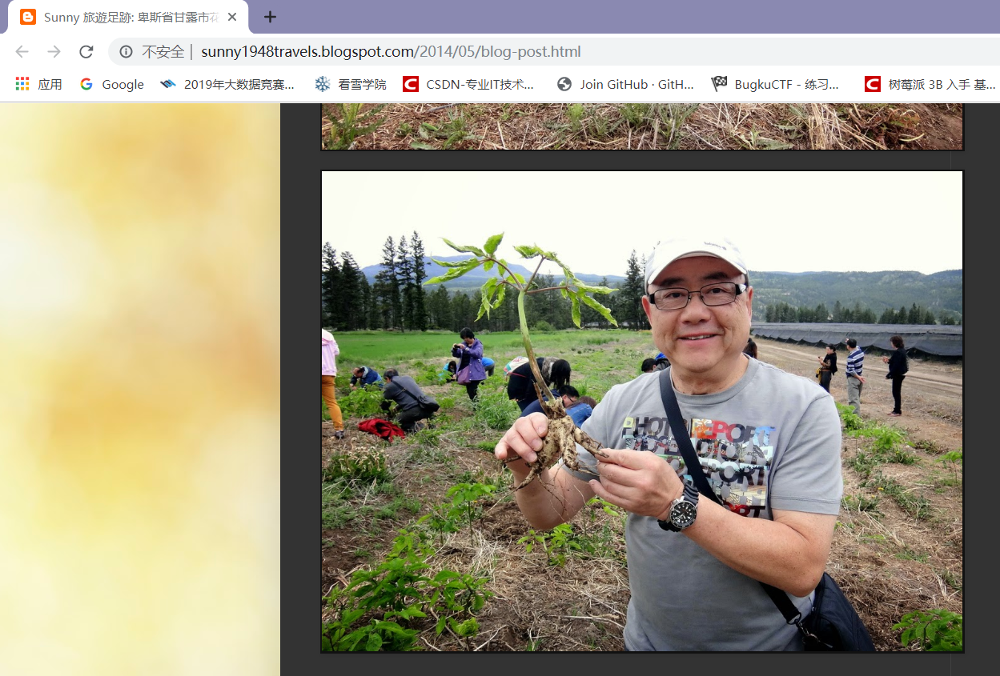 Sunny 旅遊足跡: 卑斯省甘露市花
不安全 | sunny1948travels.blogspot.com/2014/05/blog-post.html
应用 Google 2019年大数据竞赛... 看雪学院 CSDN-专业IT技术... Join GitHub · GitH... BugkuCTF - 练习... 树莓派 3B 入手 基...
PHOTO REPORT